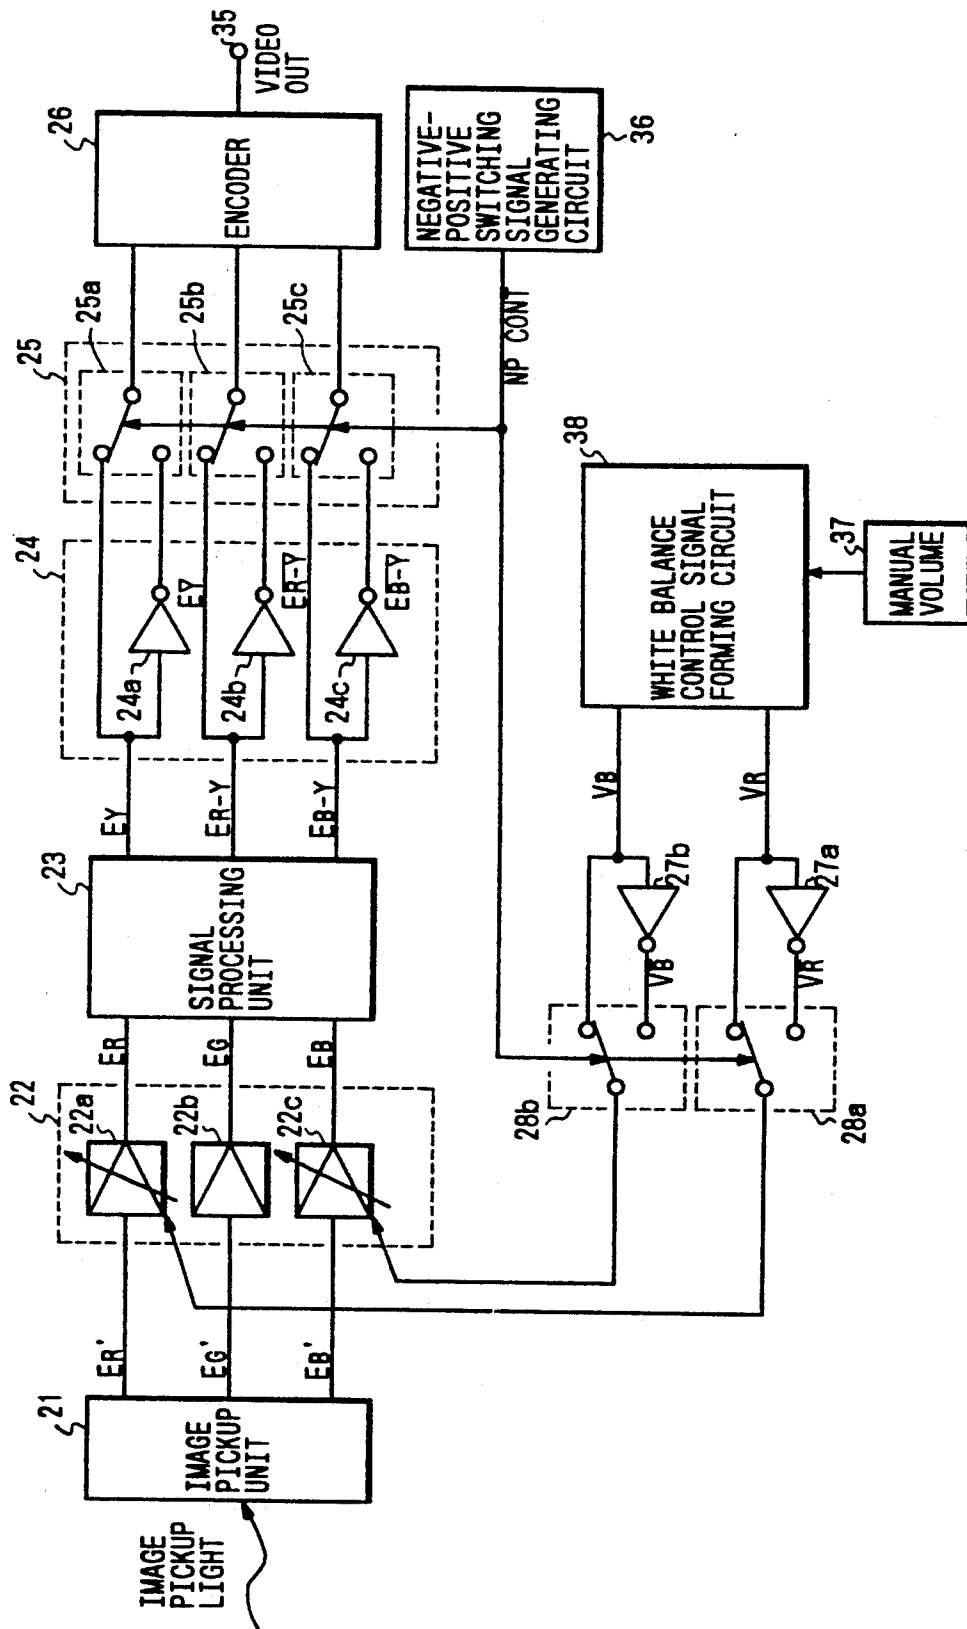 IMAGE
PICKUP
LIGHT
21
IMAGE
PICKUP
UNIT
ER'
EG'
EB'
22
22a
22b
22c
ER
EG
EB
23
SIGNAL
PROCESSING
UNIT
EY
ER-Y
EB-Y
24
24a
24b
24c
EY
ER-Y
EB-Y
25
25a
25b
25c
26
ENCODER
35
VIDEO
OUT
NEGATIVE-
POSITIVE
SWITCHING
SIGNAL
GENERATING
CIRCUIT
36
NP CONT
28b
28a
VB
VR
27b
27a
VB
VR
38
WHITE BALANCE
CONTROL SIGNAL
FORMING CIRCUIT
37
MANUAL
VOLUME